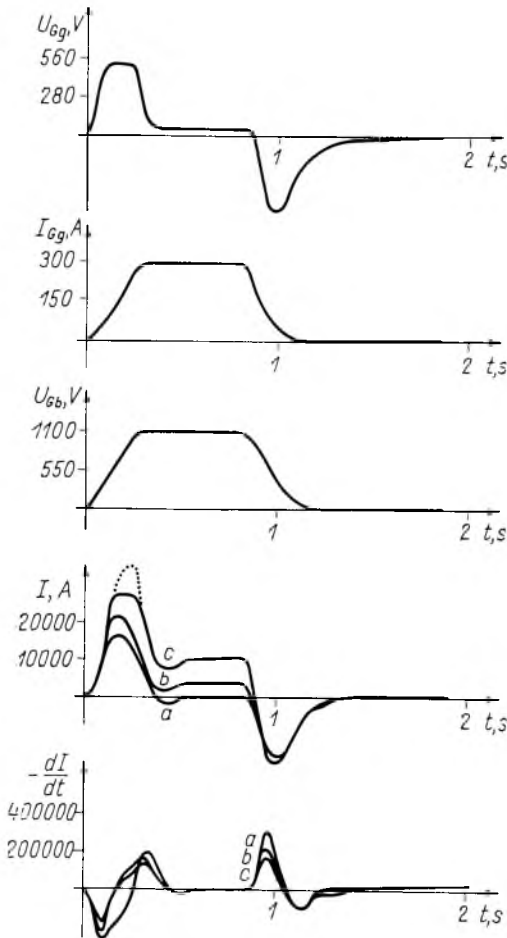 U_Gg, V
560
280
1 2 t,s
I_Gg, A
300
150
1 2 t,s
U_Gb, V
1100
550
1 2 t,s
I, A
20000
10000
c
b
a
1 2 t,s
-dI/dt
400000
200000
a
b
c
1 2 t,s